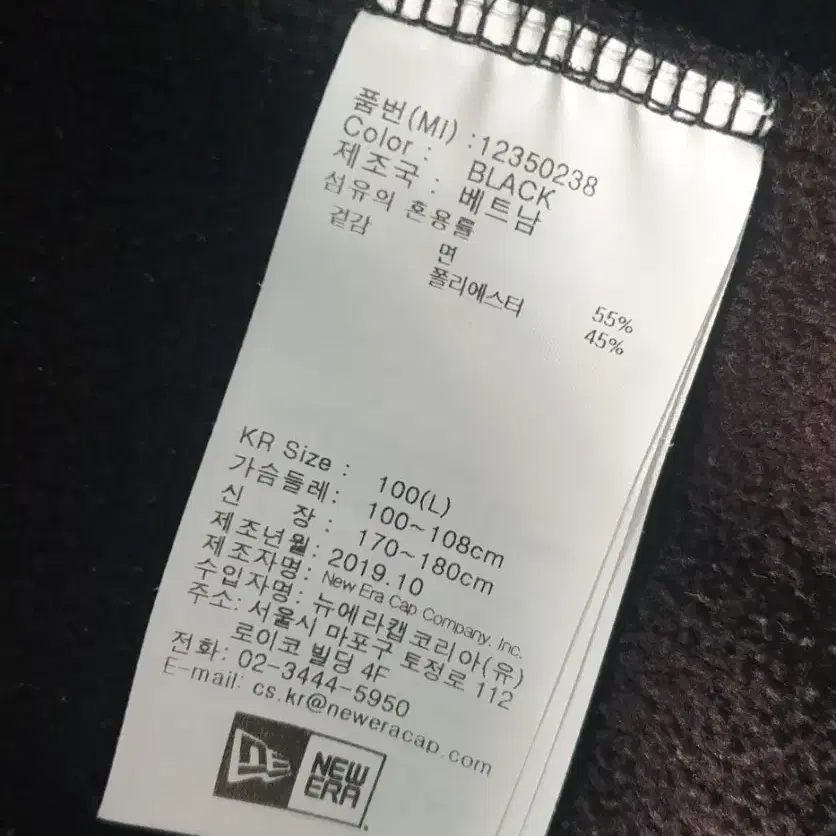 품번(MI) : 12350238
Color : BLACK
제조국 : 베트남
섬유의 혼용률
겉감 면 55%
폴리에스터 45%
KR Size : 100(L)
가슴둘레 : 100~108cm
신 장 : 170~180cm
제조년월 : 2019.10
제조자명 : New Era Cap Company, Inc.
수입자명 : 뉴에라캡코리아(유)
주소: 서울시 마포구 토정로 112
로이코 빌딩 4F
전화: 02-3444-5950
E-mail: cs.kr@neweracap.com
NEW
ERA